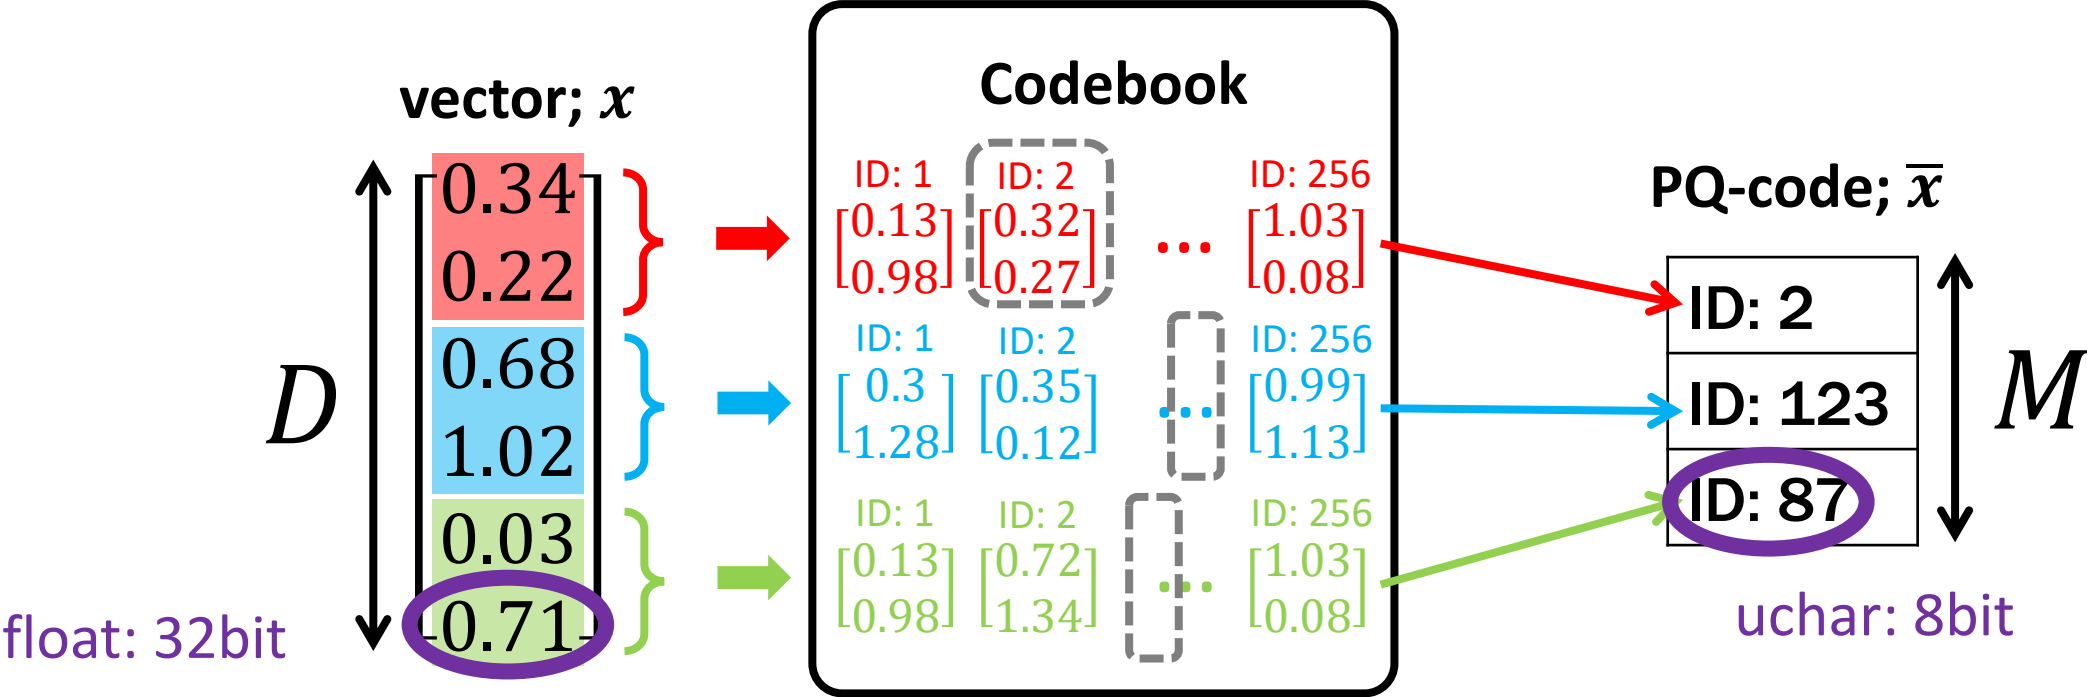 vector; x
D
0.34
0.22
0.68
1.02
0.03
0.71
float: 32bit
Codebook
ID: 1 ID: 2 ID: 256
0.13 0.32 ... 1.03
0.98 0.27 0.08
ID: 1 ID: 2 ID: 256
0.3 0.35 ... 0.99
1.28 0.12 1.13
ID: 1 ID: 2 ID: 256
0.13 0.72 ... 1.03
0.98 1.34 0.08
PQ-code; x̅
ID: 2
ID: 123
ID: 87
M
uchar: 8bit